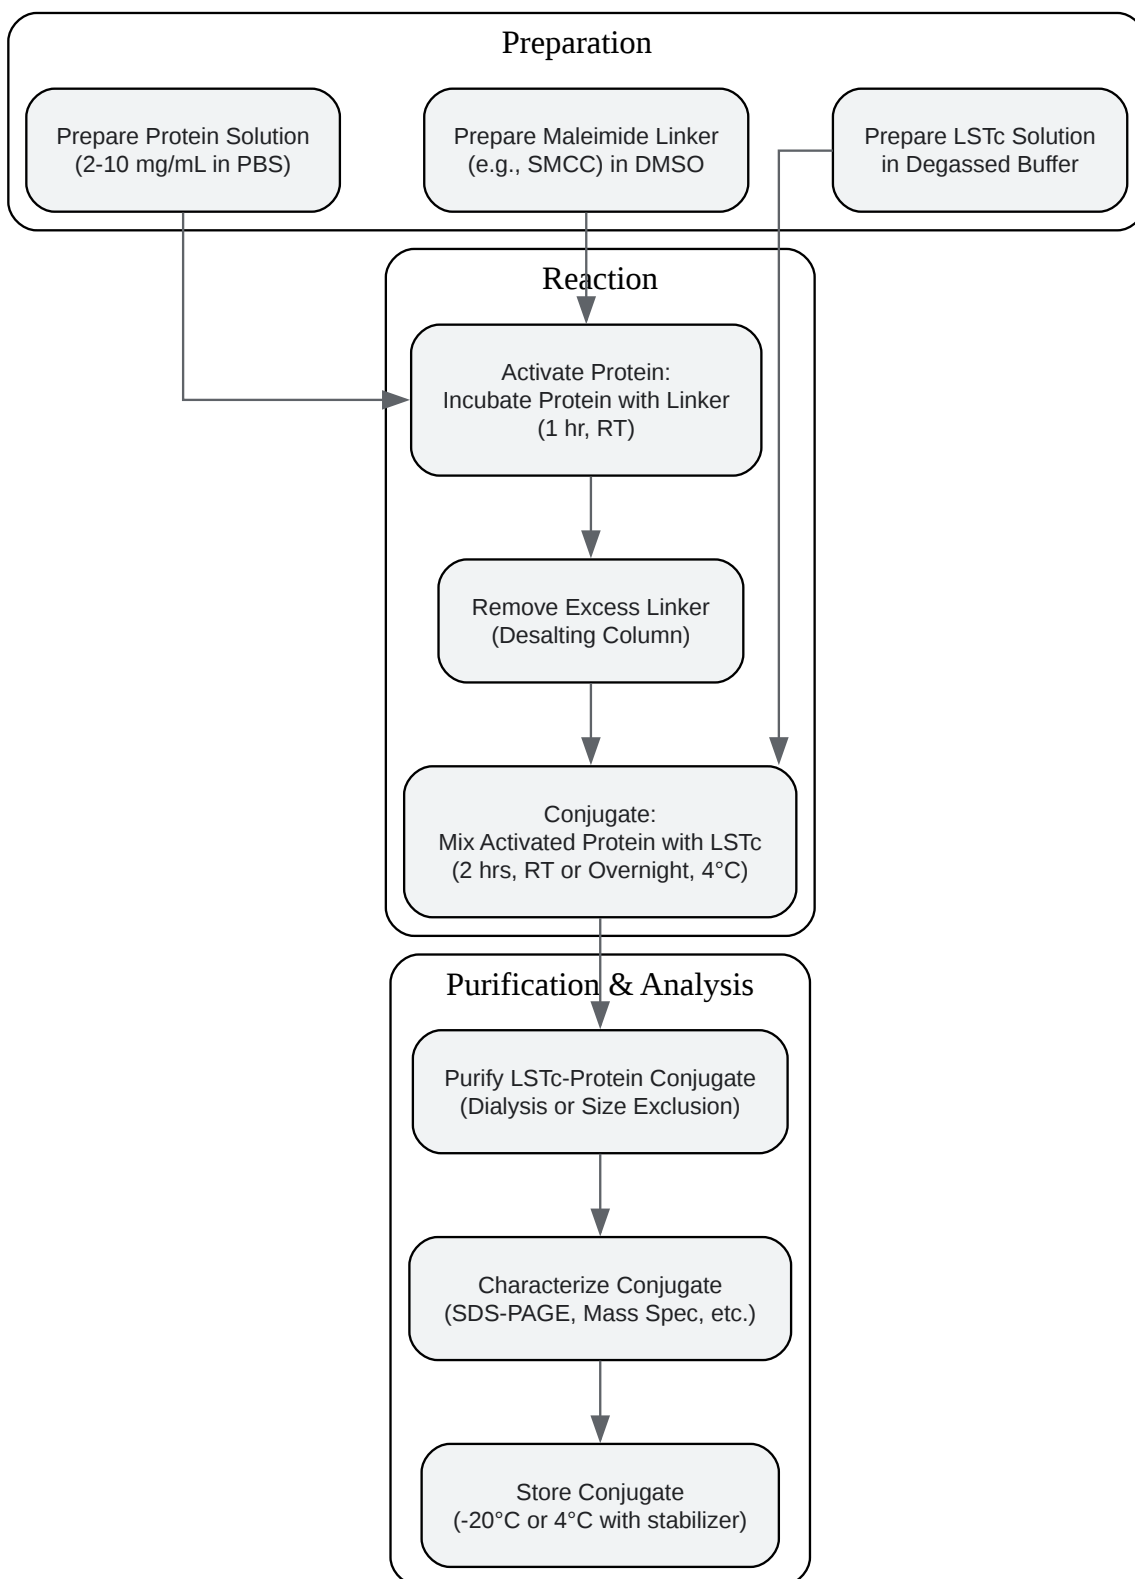 Preparation
Prepare Protein Solution
(2-10 mg/mL in PBS)
Prepare Maleimide Linker
(e.g., SMCC) in DMSO
Prepare LSTc Solution
in Degassed Buffer
Reaction
Activate Protein:
Incubate Protein with Linker
(1 hr, RT)
Remove Excess Linker
(Desalting Column)
Conjugate:
Mix Activated Protein with LSTc
(2 hrs, RT or Overnight, 4°C)
Purification & Analysis
Purify LSTc-Protein Conjugate
(Dialysis or Size Exclusion)
Characterize Conjugate
(SDS-PAGE, Mass Spec, etc.)
Store Conjugate
(-20°C or 4°C with stabilizer)